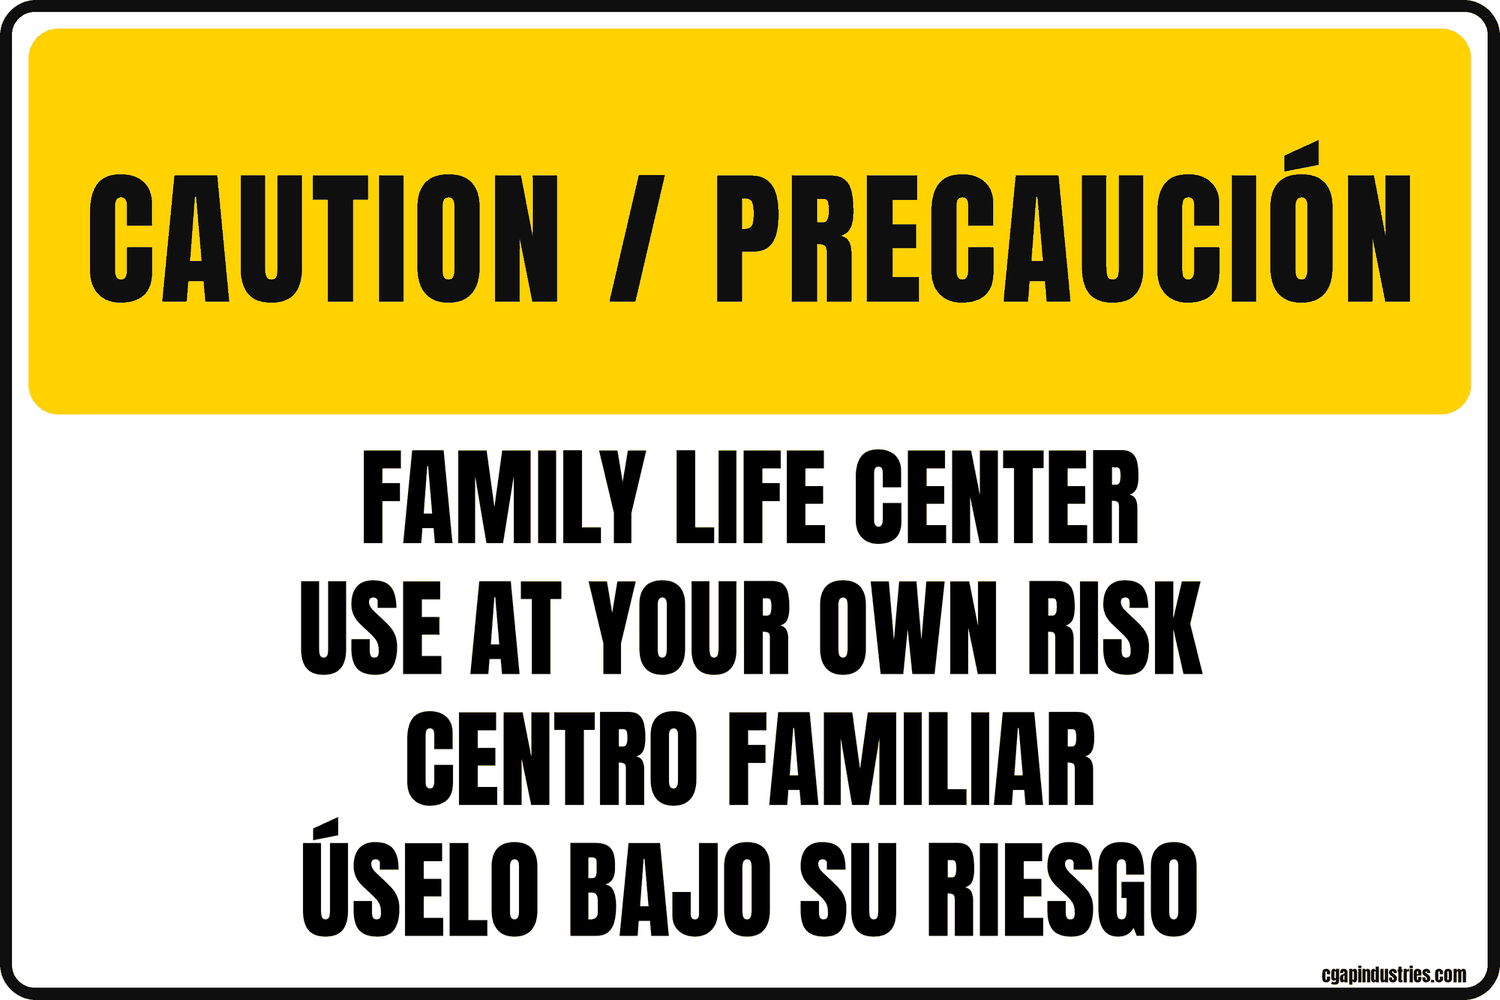 CAUTION / PRECAUCIÓN
FAMILY LIFE CENTER
USE AT YOUR OWN RISK
CENTRO FAMILIAR
ÚSELO BAJO SU RIESGO
cgapindustries.com